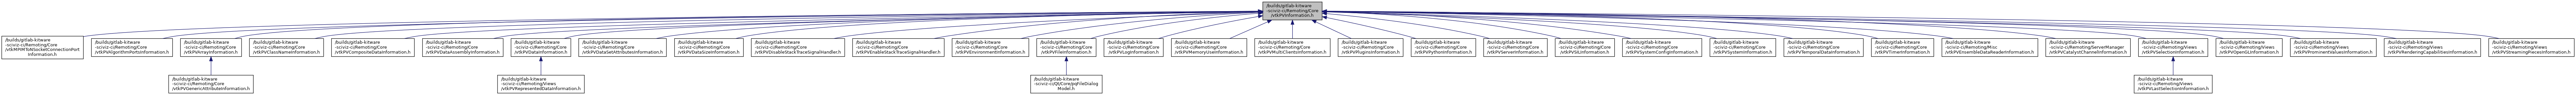 /builds/gitlab-kitware
-sciviz-ci/Remoting/Core
/vtkPVInformation.h
/builds/gitlab-kitware
-sciviz-ci/Remoting/Core
/vtkMPIMToNSocketConnectionPort
Information.h
/builds/gitlab-kitware
-sciviz-ci/Remoting/Core
/vtkPVAlgorithmPortsInformation.h
/builds/gitlab-kitware
-sciviz-ci/Remoting/Core
/vtkPVArrayInformation.h
/builds/gitlab-kitware
-sciviz-ci/Remoting/Core
/vtkPVClassNameInformation.h
/builds/gitlab-kitware
-sciviz-ci/Remoting/Core
/vtkPVCompositeDataInformation.h
/builds/gitlab-kitware
-sciviz-ci/Remoting/Core
/vtkPVDataAssemblyInformation.h
/builds/gitlab-kitware
-sciviz-ci/Remoting/Core
/vtkPVDataInformation.h
/builds/gitlab-kitware
-sciviz-ci/Remoting/Core
/vtkPVDataSetAttributesInformation.h
/builds/gitlab-kitware
-sciviz-ci/Remoting/Core
/vtkPVDataSizeInformation.h
/builds/gitlab-kitware
-sciviz-ci/Remoting/Core
/vtkPVDisableStackTraceSignalHandler.h
/builds/gitlab-kitware
-sciviz-ci/Remoting/Core
/vtkPVEnableStackTraceSignalHandler.h
/builds/gitlab-kitware
-sciviz-ci/Remoting/Core
/vtkPVEnvironmentInformation.h
/builds/gitlab-kitware
-sciviz-ci/Remoting/Core
/vtkPVFileInformation.h
/builds/gitlab-kitware
-sciviz-ci/Remoting/Core
/vtkPVLogInformation.h
/builds/gitlab-kitware
-sciviz-ci/Remoting/Core
/vtkPVMemoryUseInformation.h
/builds/gitlab-kitware
-sciviz-ci/Remoting/Core
/vtkPVMultiClientsInformation.h
/builds/gitlab-kitware
-sciviz-ci/Remoting/Core
/vtkPVPluginsInformation.h
/builds/gitlab-kitware
-sciviz-ci/Remoting/Core
/vtkPVPythonInformation.h
/builds/gitlab-kitware
-sciviz-ci/Remoting/Core
/vtkPVServerInformation.h
/builds/gitlab-kitware
-sciviz-ci/Remoting/Core
/vtkPVSILInformation.h
/builds/gitlab-kitware
-sciviz-ci/Remoting/Core
/vtkPVSystemConfigInformation.h
/builds/gitlab-kitware
-sciviz-ci/Remoting/Core
/vtkPVSystemInformation.h
/builds/gitlab-kitware
-sciviz-ci/Remoting/Core
/vtkPVTemporalDataInformation.h
/builds/gitlab-kitware
-sciviz-ci/Remoting/Core
/vtkPVTimerInformation.h
/builds/gitlab-kitware
-sciviz-ci/Remoting/Misc
/vtkPVEnsembleDataReaderInformation.h
/builds/gitlab-kitware
-sciviz-ci/Remoting/ServerManager
/vtkPVCatalystChannelInformation.h
/builds/gitlab-kitware
-sciviz-ci/Remoting/Views
/vtkPVSelectionInformation.h
/builds/gitlab-kitware
-sciviz-ci/Remoting/Views
/vtkPVOpenGLInformation.h
/builds/gitlab-kitware
-sciviz-ci/Remoting/Views
/vtkPVProminentValuesInformation.h
/builds/gitlab-kitware
-sciviz-ci/Remoting/Views
/vtkPVRenderingCapabilitiesInformation.h
/builds/gitlab-kitware
-sciviz-ci/Remoting/Views
/vtkPVStreamingPiecesInformation.h
/builds/gitlab-kitware
-sciviz-ci/Remoting/Core
/vtkPVGenericAttributeInformation.h
/builds/gitlab-kitware
-sciviz-ci/Remoting/Views
/vtkPVRepresentedDataInformation.h
/builds/gitlab-kitware
-sciviz-ci/Qt/Core/pqFileDialog
Model.h
/builds/gitlab-kitware
-sciviz-ci/Remoting/Views
/vtkPVLastSelectionInformation.h